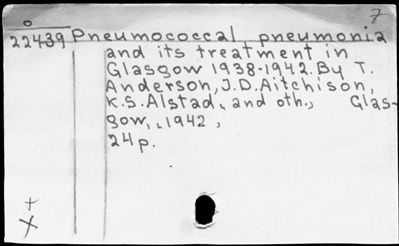 7
o
22439 Pneumococcal pneumonia
and its treatment in
Glasgow 1938-1942. By T.
Anderson, J.D. Aitchison,
K.S. Alstad, and oth., Glas-
gow, 1942,
24 p.
+
x